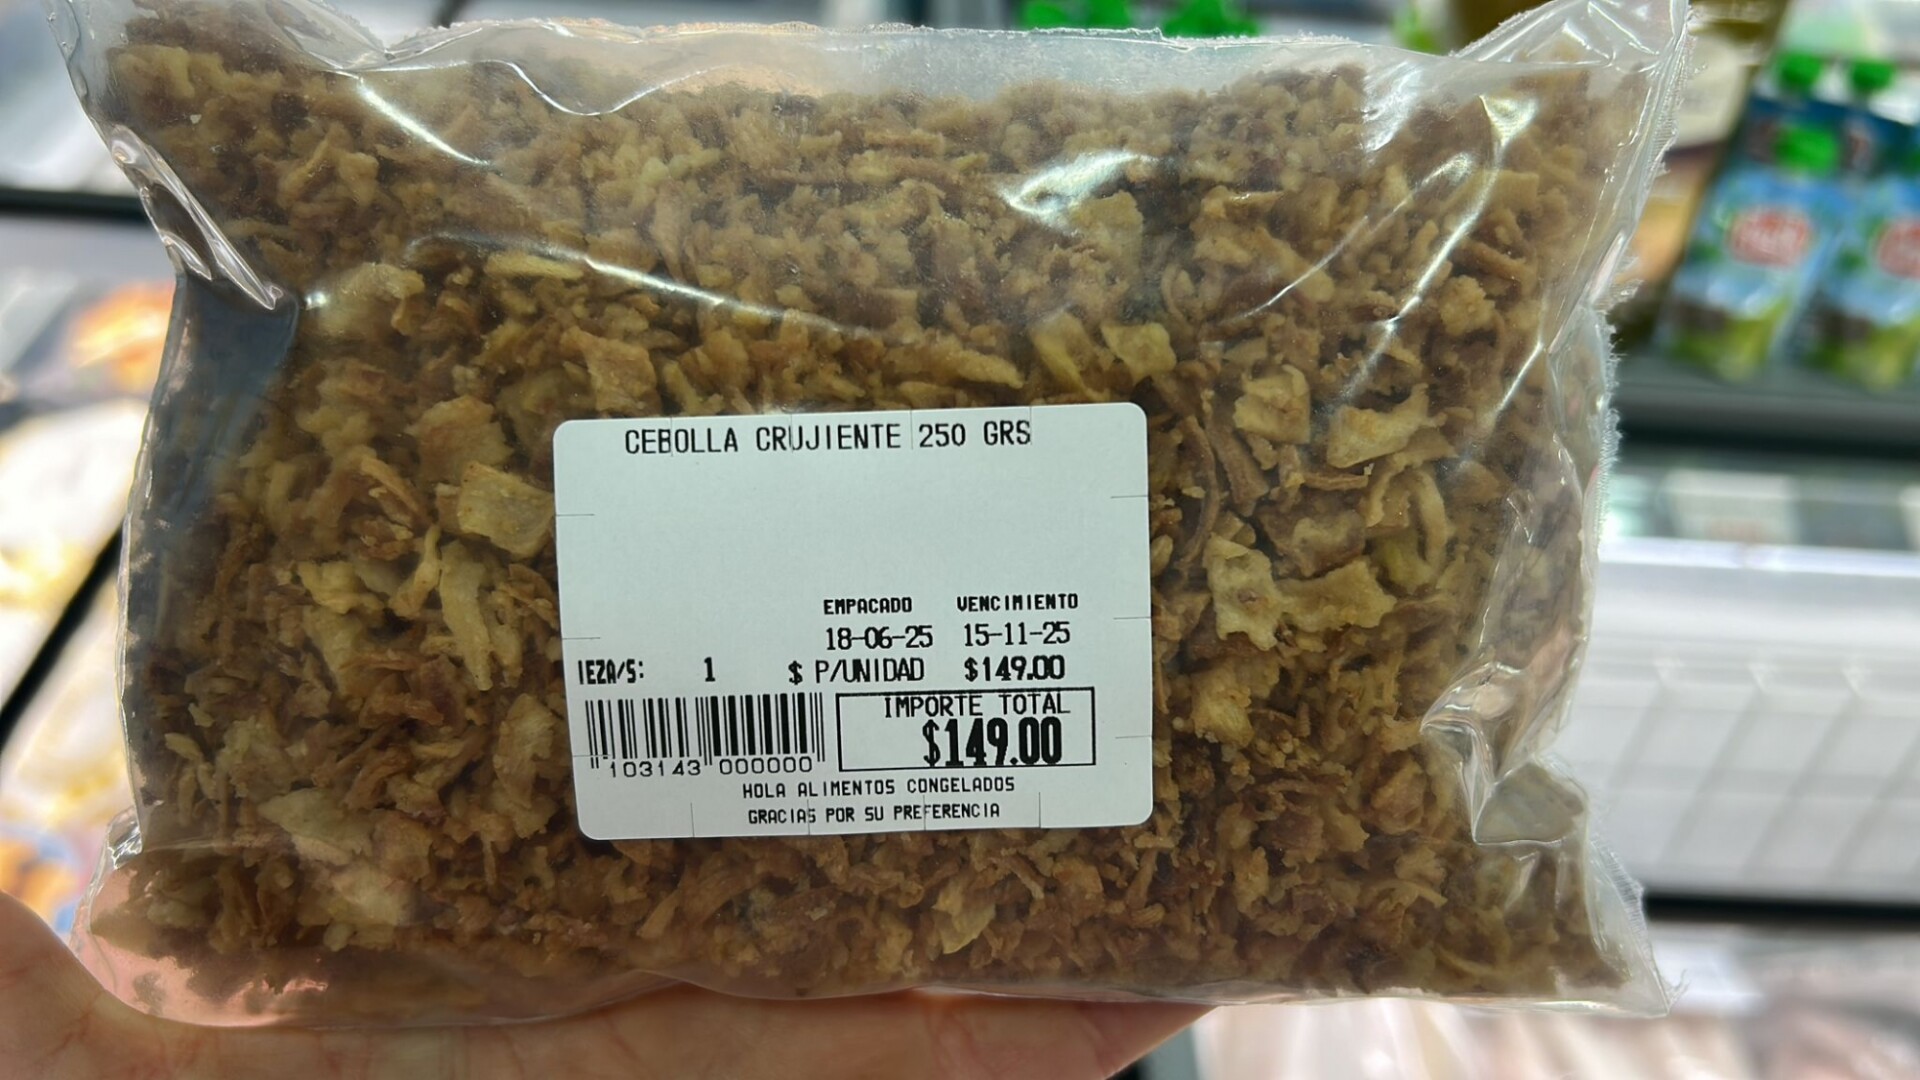 CEBOLLA CRUJIENTE 250 GRS
EMPACADO VENCIMIENTO
18-06-25 15-11-25
IEZA/S: 1 $ P/UNIDAD $149.00
IMPORTE TOTAL
$149.00
103143 000000
HOLA ALIMENTOS CONGELADOS
GRACIAS POR SU PREFERENCIA